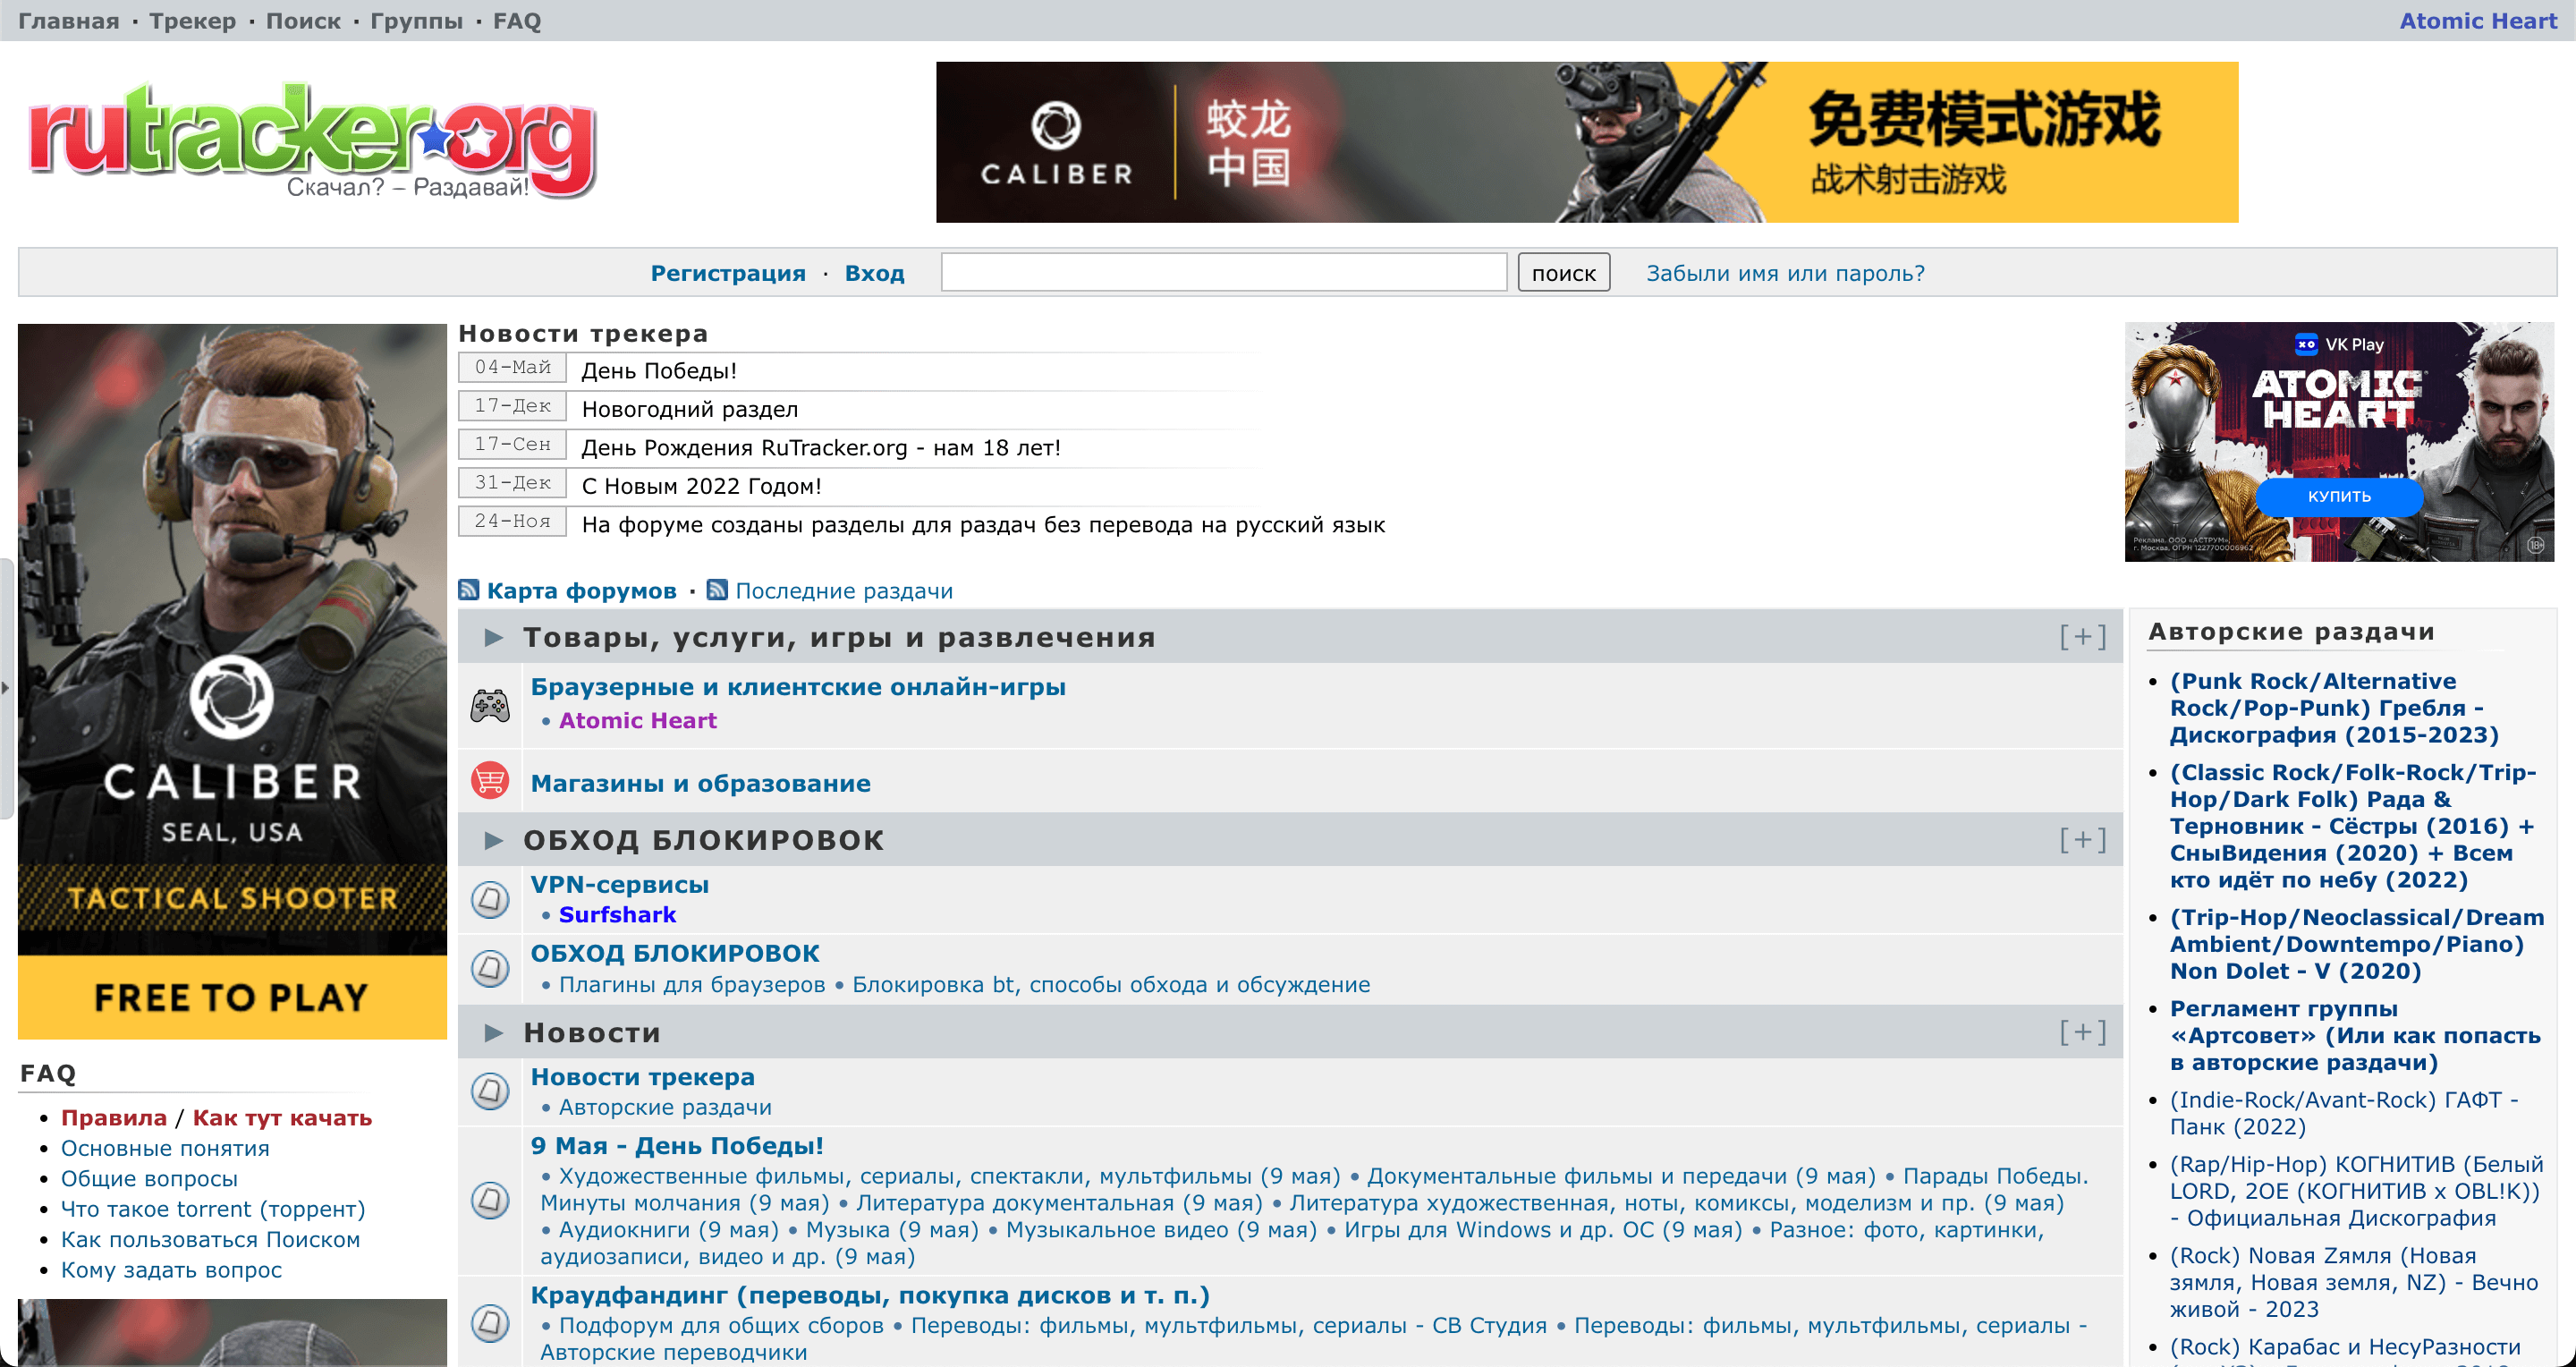 Главная · Трекер · Поиск · Группы · FAQ
Atomic Heart
rutracker.org
Скачал? – Раздавай!
CALIBER
蛟龙
中国
免费模式游戏
战术射击游戏
Регистрация · Вход
поиск
Забыли имя или пароль?
CALIBER
SEAL, USA
TACTICAL SHOOTER
FREE TO PLAY
FAQ
• Правила / Как тут качать
• Основные понятия
• Общие вопросы
• Что такое torrent (торрент)
• Как пользоваться Поиском
• Кому задать вопрос
Новости трекера
04-Май День Победы!
17-Дек Новогодний раздел
17-Сен День Рождения RuTracker.org - нам 18 лет!
31-Дек С Новым 2022 Годом!
24-Ноя На форуме созданы разделы для раздач без перевода на русский язык
Карта форумов · Последние раздачи
► Товары, услуги, игры и развлечения [+]
Браузерные и клиентские онлайн-игры
• Atomic Heart
Магазины и образование
► ОБХОД БЛОКИРОВОК [+]
VPN-сервисы
• Surfshark
ОБХОД БЛОКИРОВОК
• Плагины для браузеров • Блокировка bt, способы обхода и обсуждение
► Новости [+]
Новости трекера
• Авторские раздачи
9 Мая - День Победы!
• Художественные фильмы, сериалы, спектакли, мультфильмы (9 мая) • Документальные фильмы и передачи (9 мая) • Парады Победы.
Минуты молчания (9 мая) • Литература документальная (9 мая) • Литература художественная, ноты, комиксы, моделизм и пр. (9 мая)
• Аудиокниги (9 мая) • Музыка (9 мая) • Музыкальное видео (9 мая) • Игры для Windows и др. ОС (9 мая) • Разное: фото, картинки,
аудиозаписи, видео и др. (9 мая)
Краудфандинг (переводы, покупка дисков и т. п.)
• Подфорум для общих сборов • Переводы: фильмы, мультфильмы, сериалы - СВ Студия • Переводы: фильмы, мультфильмы, сериалы -
Авторские переводчики
VK Play
ATOMIC
HEART
КУПИТЬ
Реклама. ООО «АСТРУМ»,
г. Москва, ОГРН 1227700006962
18+
Авторские раздачи
• (Punk Rock/Alternative
Rock/Pop-Punk) Гребля -
Дискография (2015-2023)
• (Classic Rock/Folk-Rock/Trip-
Hop/Dark Folk) Рада &
Терновник - Сёстры (2016) +
СныВидения (2020) + Всем
кто идёт по небу (2022)
• (Trip-Hop/Neoclassical/Dream
Ambient/Downtempo/Piano)
Non Dolet - V (2020)
• Регламент группы
«Артсовет» (Или как попасть
в авторские раздачи)
• (Indie-Rock/Avant-Rock) ГАФТ -
Панк (2022)
• (Rap/Hip-Hop) КОГНИТИВ (Белый
LORD, 2ОЕ (КОГНИТИВ x OBL!K))
- Официальная Дискография
• (Rock) Nовая Zямля (Новая
зямля, Новая земля, NZ) - Вечно
живой - 2023
• (Rock) Карабас и НесуРазности